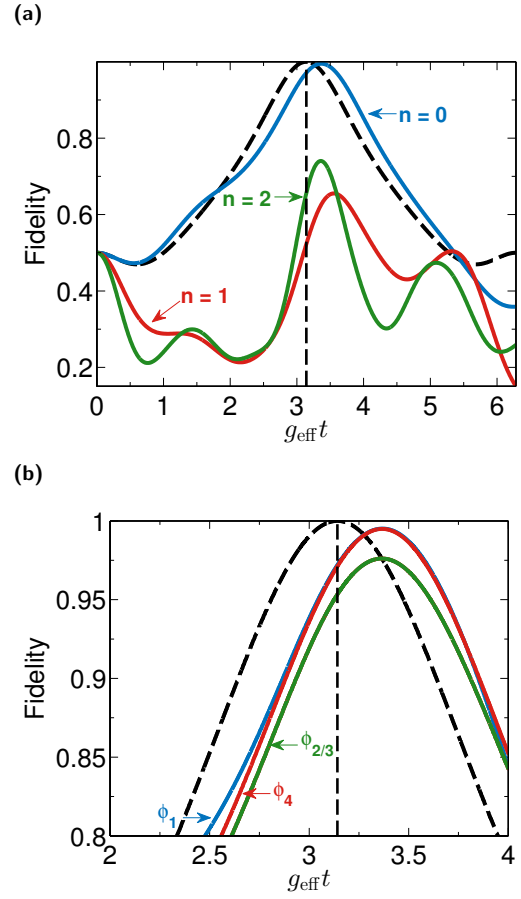 (a)
Fidelity
0.8
0.6
0.4
0.2
n = 0
n = 2
n = 1
0 1 2 3 4 5 6
g_eff t
(b)
Fidelity
1
0.95
0.9
0.85
0.8
ϕ_2/3
ϕ_4
ϕ_1
2 2.5 3 3.5 4
g_eff t